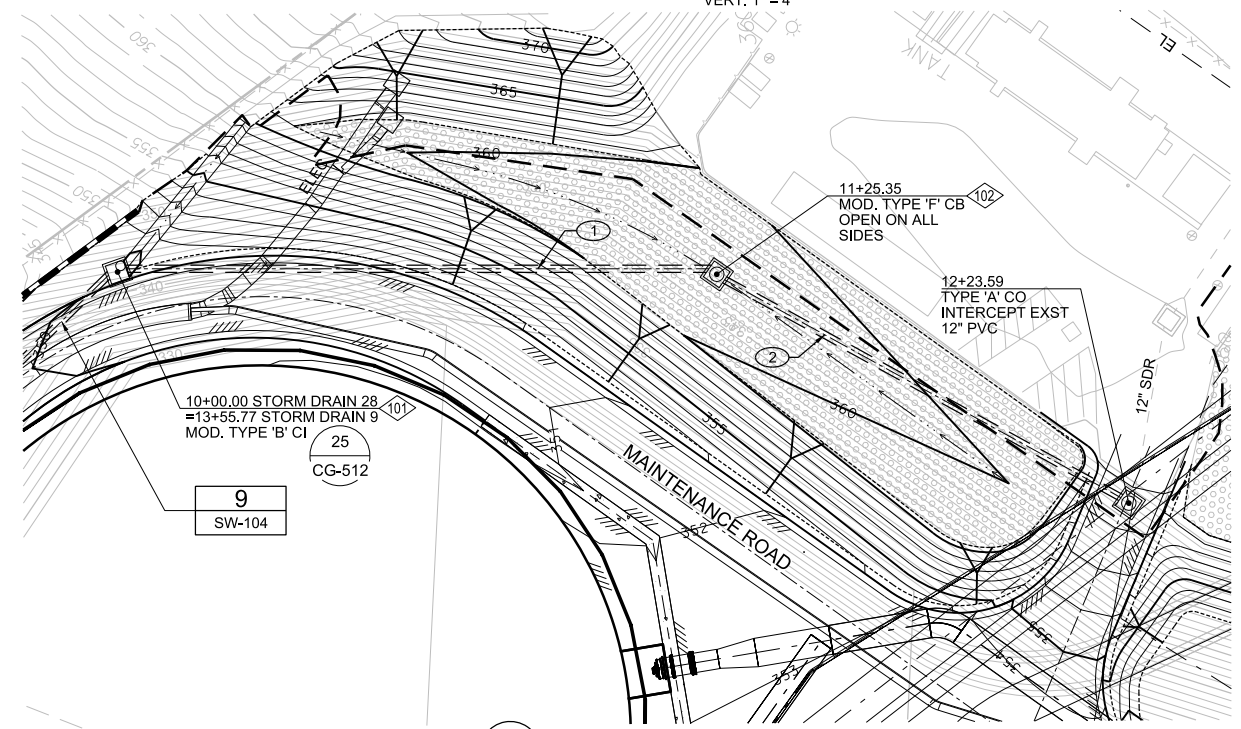 VERT. 1" = 4'
370
365
360
360
355
350
ELEC
TANK
EL
11+25.35
MOD. TYPE 'F' CB
OPEN ON ALL
SIDES
102
12+23.59
TYPE 'A' CO
INTERCEPT EXST
12" PVC
1
2
12" SDR
340
330
10+00.00 STORM DRAIN 28
=13+55.77 STORM DRAIN 9
MOD. TYPE 'B' CI
101
25
CG-512
9
SW-104
355
360
MAINTENANCE ROAD
352
355
354